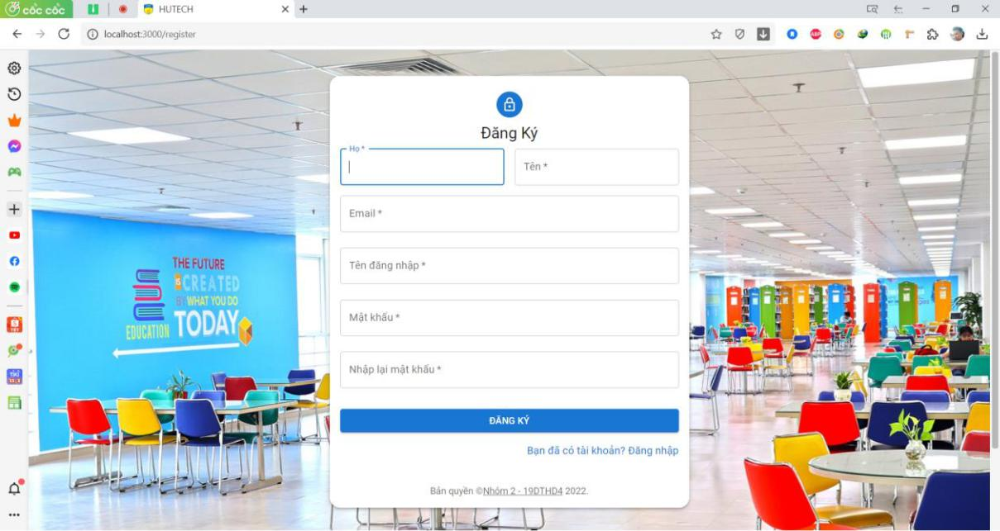 cốc cốc
HUTECH
localhost:3000/register
ABP
Đăng Ký
Họ *
Tên *
Email *
Tên đăng nhập *
Mật khẩu *
Nhập lại mật khẩu *
ĐĂNG KÝ
Bạn đã có tài khoản? Đăng nhập
Bản quyền ©Nhóm 2 - 19DTHD4 2022.
THE FUTURE
IS CREATED
BY WHAT YOU DO
TODAY
EDUCATION